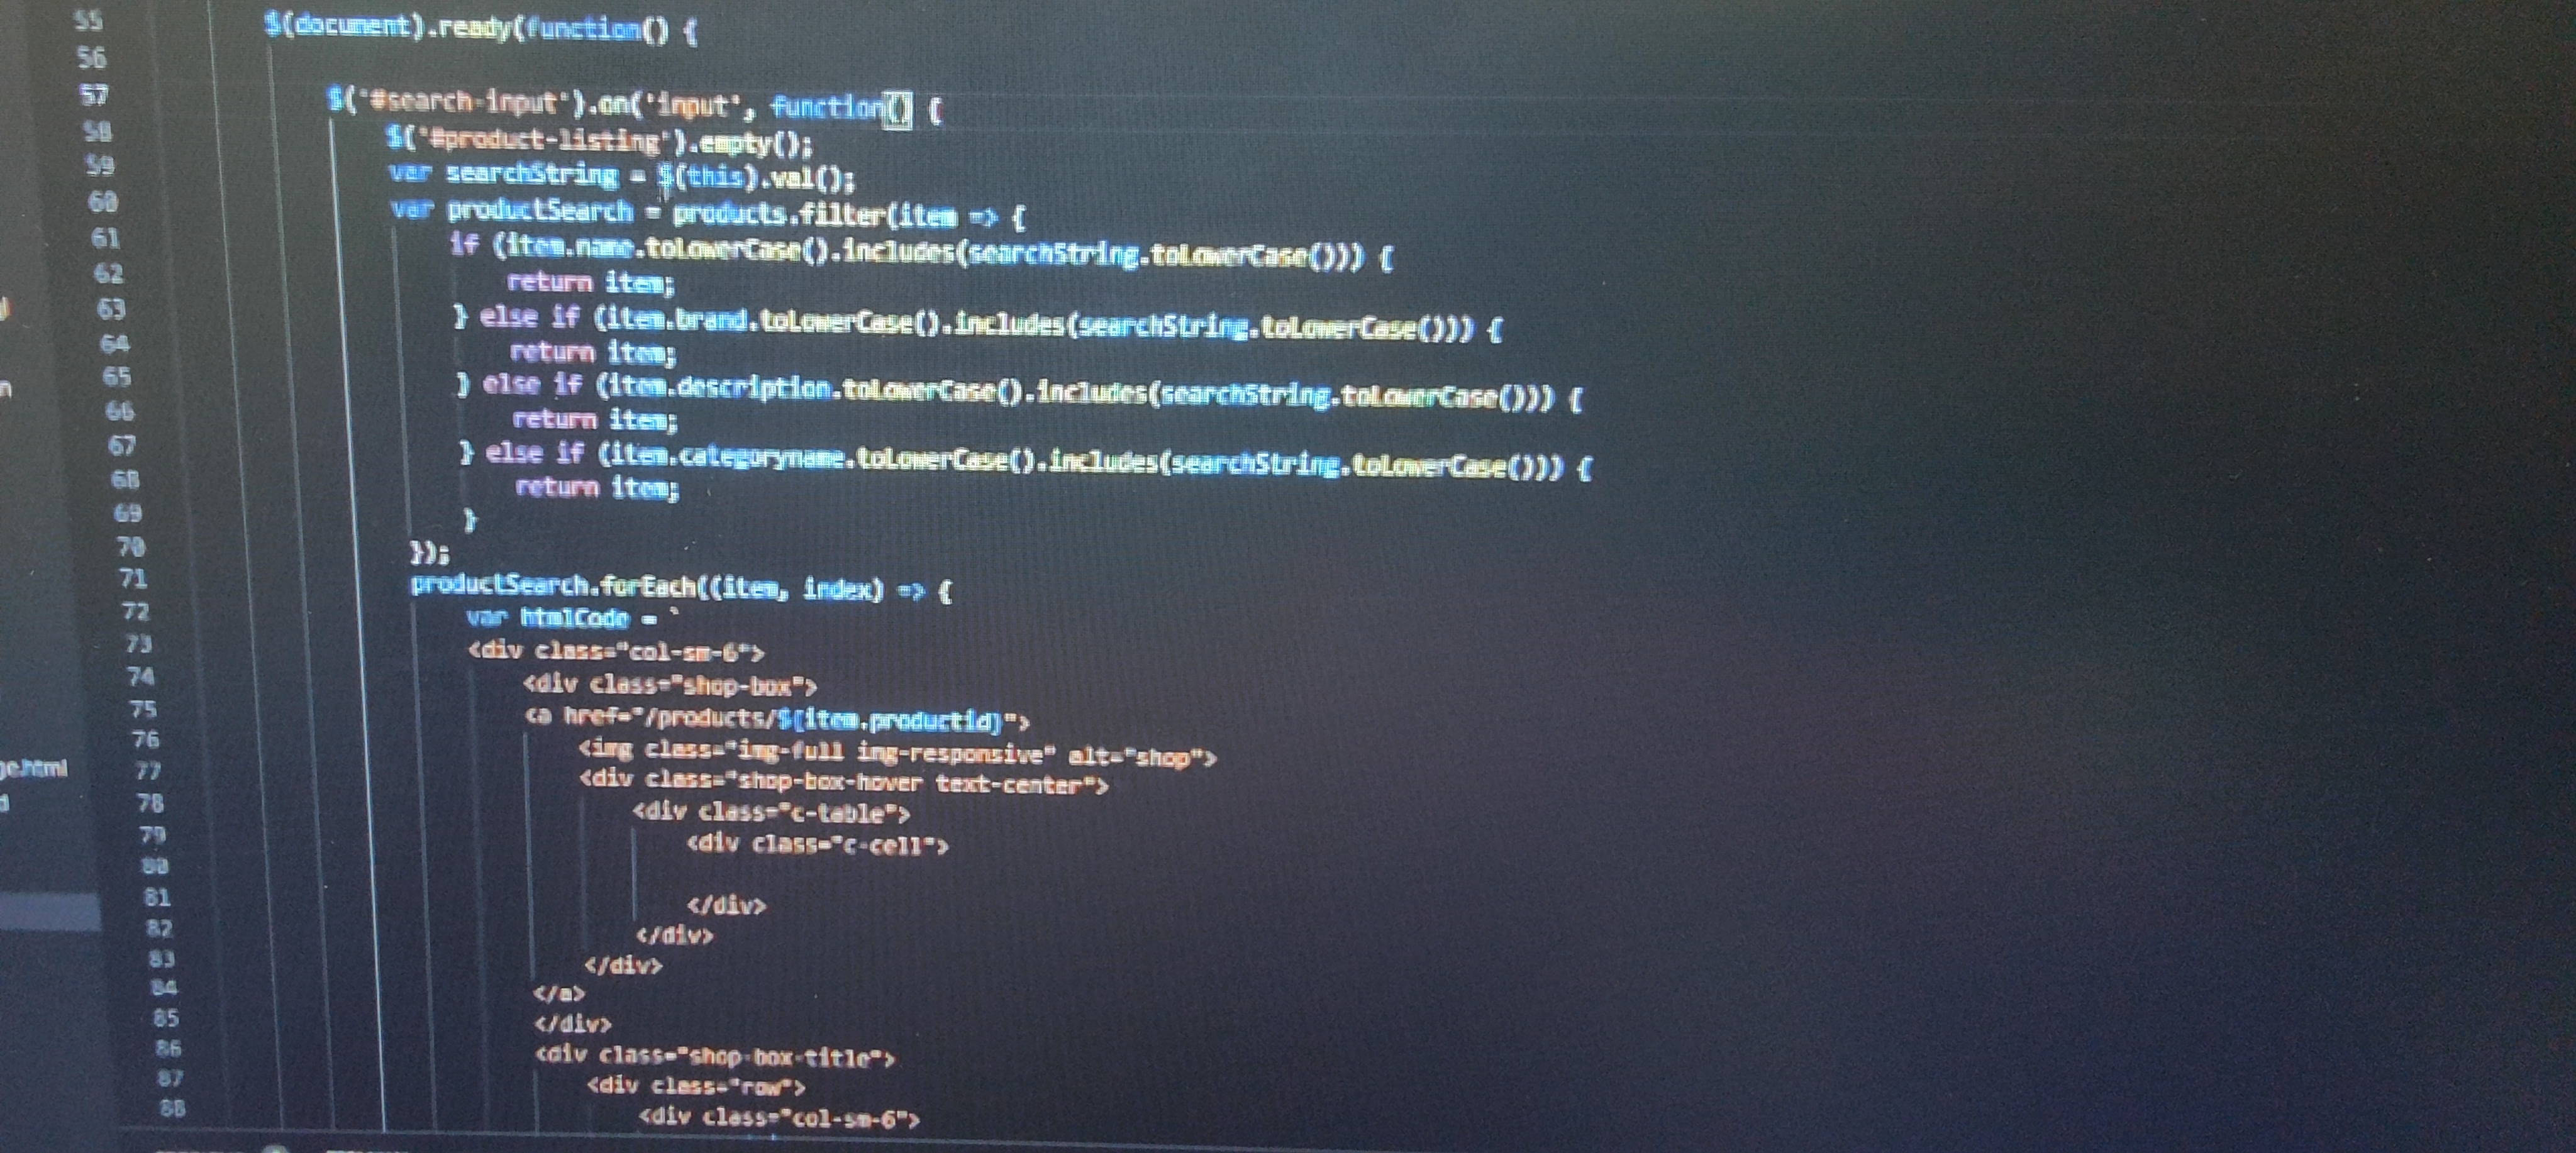 55 $(document).ready(function() {
56
57 $('#search-input').on('input', function() {
58 $('#product-listing').empty();
59 var searchString = $(this).val();
60 var productSearch = products.filter(item => {
61 if (item.name.toLowerCase().includes(searchString.toLowerCase())) {
62 return item;
63 } else if (item.brand.toLowerCase().includes(searchString.toLowerCase())) {
64 return item;
65 } else if (item.description.toLowerCase().includes(searchString.toLowerCase())) {
66 return item;
67 } else if (item.categoryname.toLowerCase().includes(searchString.toLowerCase())) {
68 return item;
69 }
70 });
71 productSearch.forEach((item, index) => {
72 var htmlCode = `
73 <div class="col-sm-6">
74 <div class="shop-box">
75 <a href="/products/${item.productid}">
76 <img class="img-full img-responsive" alt="shop">
77 <div class="shop-box-hover text-center">
78 <div class="c-table">
79 <div class="c-cell">
80
81 </div>
82 </div>
83 </div>
84 </a>
85 </div>
86 <div class="shop-box-title">
87 <div class="row">
88 <div class="col-sm-6">